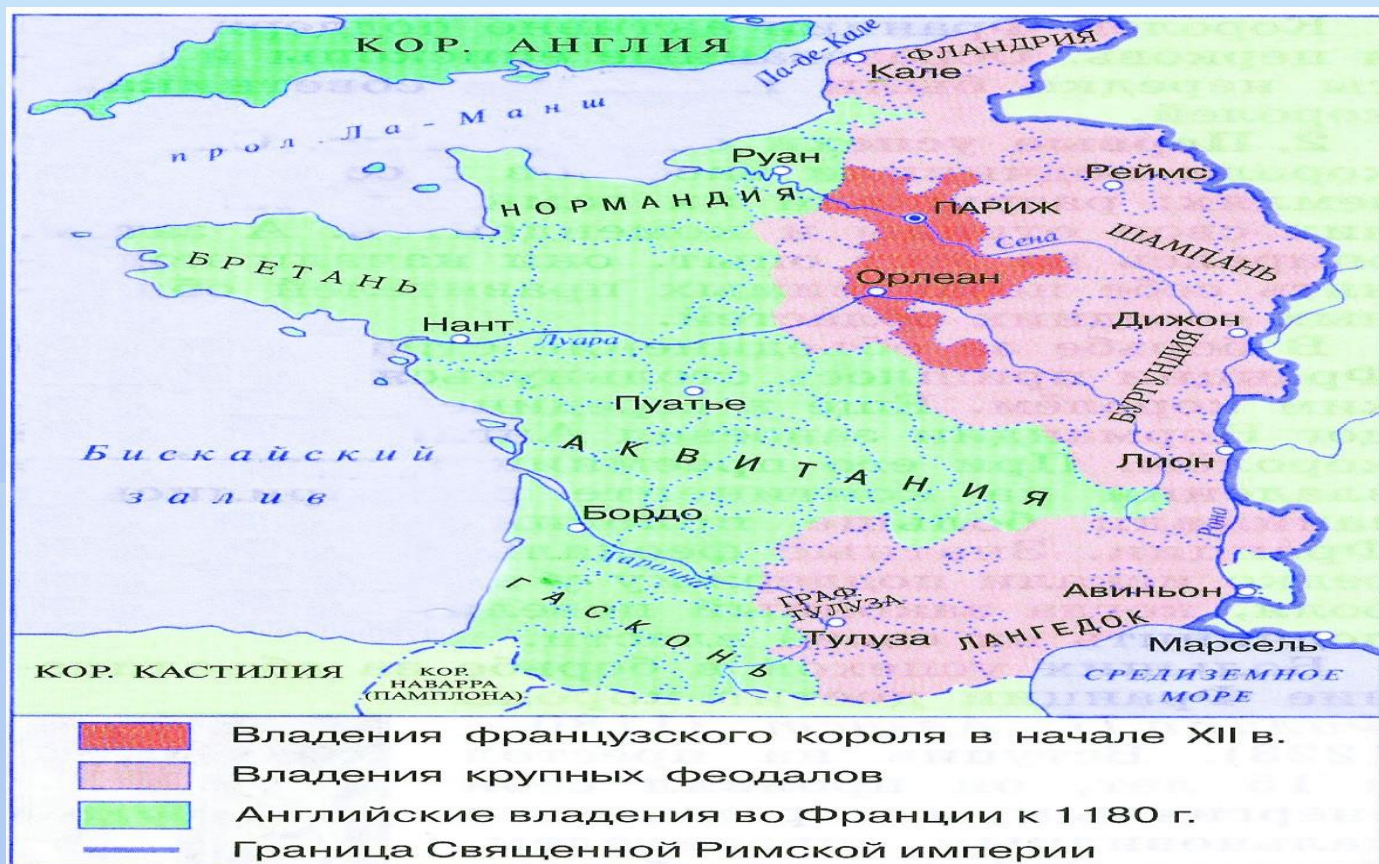 КОР. АНГЛИЯ
Па-де-Кале
ФЛАНДРИЯ
Кале
прол. Ла-Манш
Руан
Реймс
НОРМАНДИЯ
ПАРИЖ
Сена
ШАМПАНЬ
БРЕТАНЬ
Орлеан
Нант
Луара
Дижон
БУРГУНДИЯ
Пуатье
Бискайский
залив
АКВИТАНИЯ
Лион
Бордо
Рона
Гаронна
ГАСКОНЬ
ГРАФ.
ТУЛУЗА
Тулуза
Авиньон
ЛАНГЕДОК
Марсель
КОР. КАСТИЛИЯ
КОР.
НАВАРРА
(ПАМПЛОНА)
СРЕДИЗЕМНОЕ
МОРЕ
Владения французского короля в начале XII в.
Владения крупных феодалов
Английские владения во Франции к 1180 г.
Граница Священной Римской империи